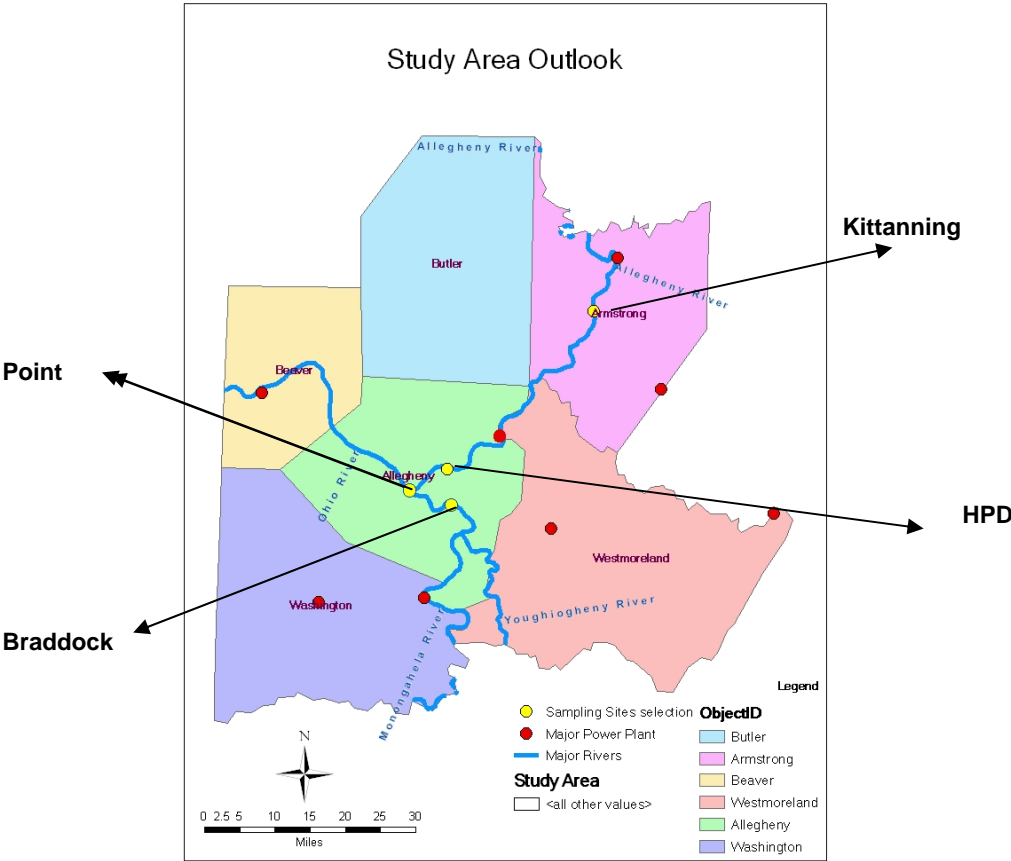 Study Area Outlook
Allegheny River
Kittanning
Butler
Allegheny River
Armstrong
Point
Beaver
Allegheny
Ohio River
HPD
Westmoreland
Washington
Youghiogheny River
Braddock
Monongahela River
Legend
Sampling Sites selection
Major Power Plant
Major Rivers
Study Area
<all other values>
ObjectID
Butler
Armstrong
Beaver
Westmoreland
Allegheny
Washington
N
0 2.5 5 10 15 20 25 30
Miles